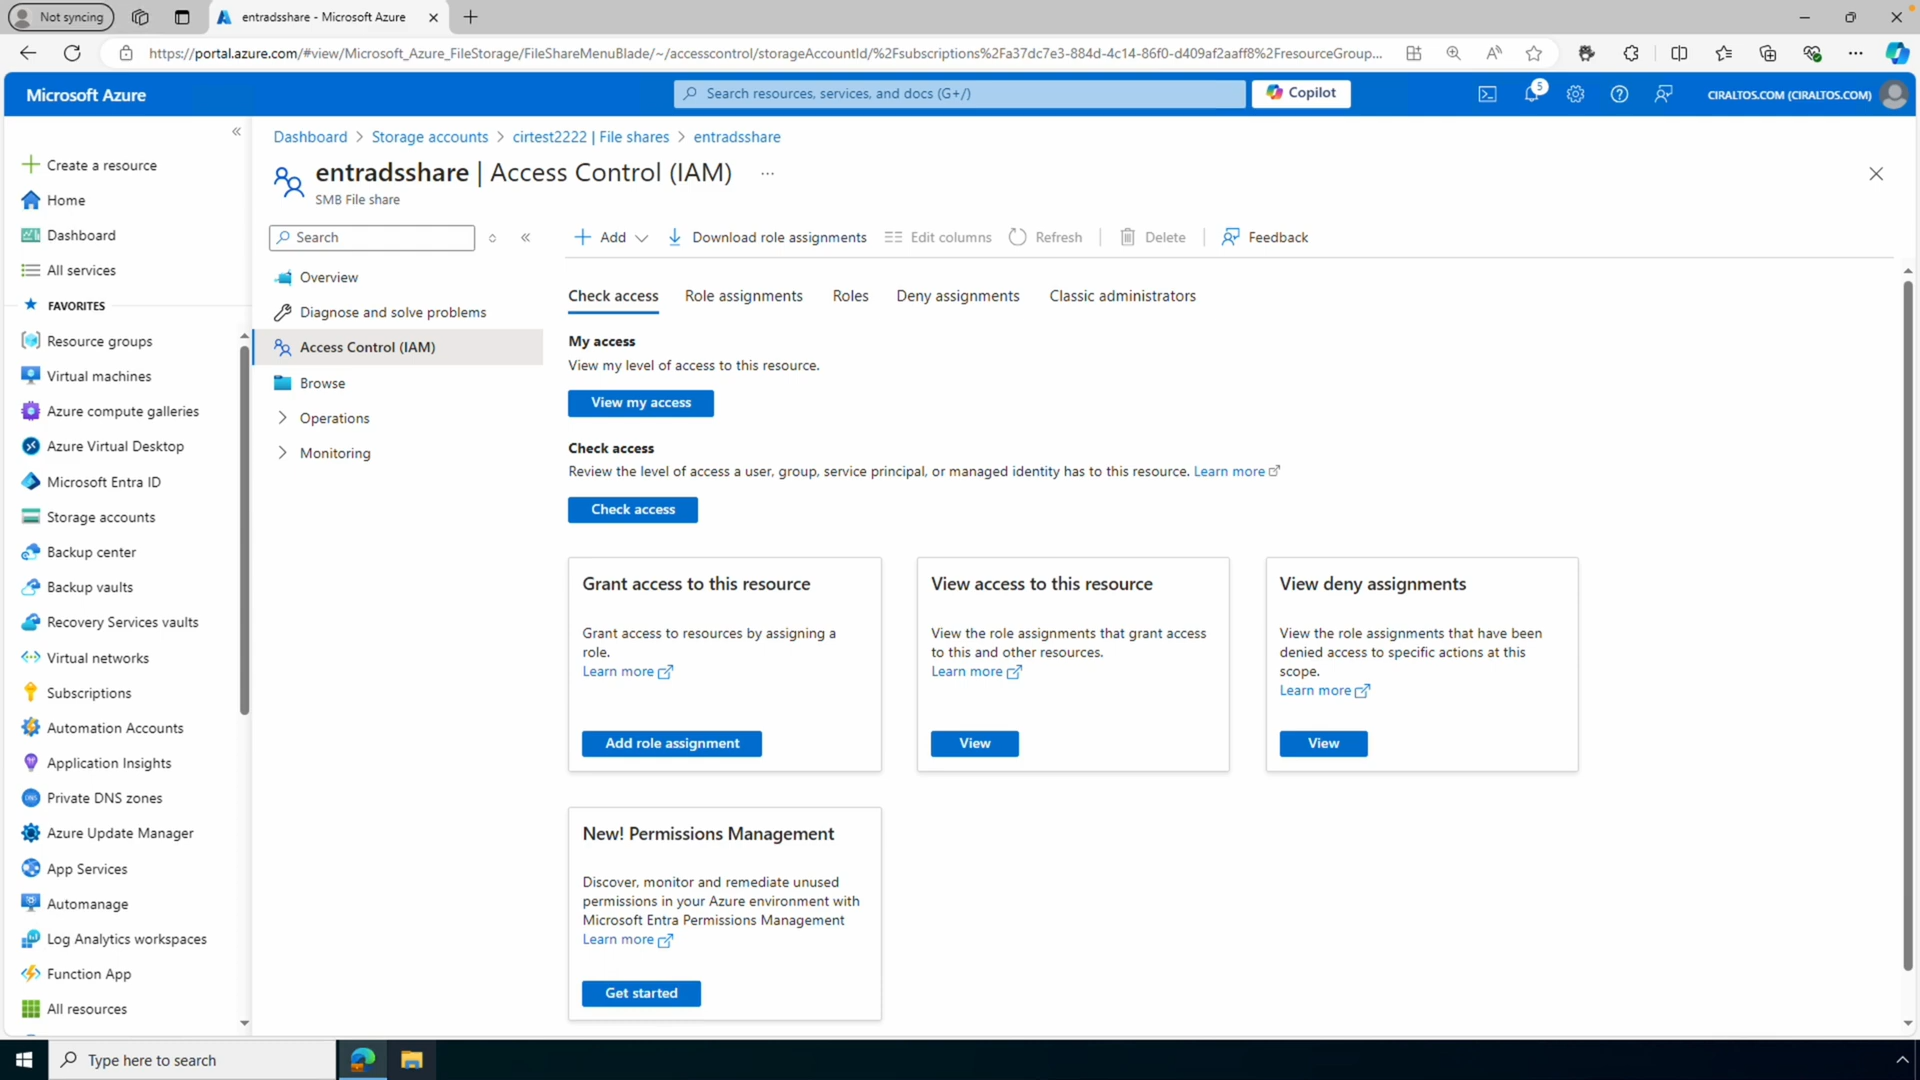 Not syncing
entradsshare - Microsoft Azure
https://portal.azure.com/#view/Microsoft_Azure_FileStorage/FileShareMenuBlade/~/accesscontrol/storageAccountId/%2Fsubscriptions%2Fa37dc7e3-884d-4c14-86f0-d409af2aaff8%2FresourceGroup...
Microsoft Azure
Search resources, services, and docs (G+/)
Copilot
5
CIRALTOS.COM (CIRALTOS.COM)
Create a resource
Home
Dashboard
All services
FAVORITES
Resource groups
Virtual machines
Azure compute galleries
Azure Virtual Desktop
Microsoft Entra ID
Storage accounts
Backup center
Backup vaults
Recovery Services vaults
Virtual networks
Subscriptions
Automation Accounts
Application Insights
Private DNS zones
Azure Update Manager
App Services
Automanage
Log Analytics workspaces
Function App
All resources
Dashboard > Storage accounts > cirtest2222 | File shares > entradsshare
entradsshare | Access Control (IAM) ...
SMB File share
Search
Overview
Diagnose and solve problems
Access Control (IAM)
Browse
Operations
Monitoring
Add Download role assignments Edit columns Refresh | Delete | Feedback
Check access Role assignments Roles Deny assignments Classic administrators
My access
View my level of access to this resource.
View my access
Check access
Review the level of access a user, group, service principal, or managed identity has to this resource. Learn more
Check access
Grant access to this resource
Grant access to resources by assigning a
role.
Learn more
Add role assignment
View access to this resource
View the role assignments that grant access
to this and other resources.
Learn more
View
View deny assignments
View the role assignments that have been
denied access to specific actions at this
scope.
Learn more
View
New! Permissions Management
Discover, monitor and remediate unused
permissions in your Azure environment with
Microsoft Entra Permissions Management
Learn more
Get started
Type here to search